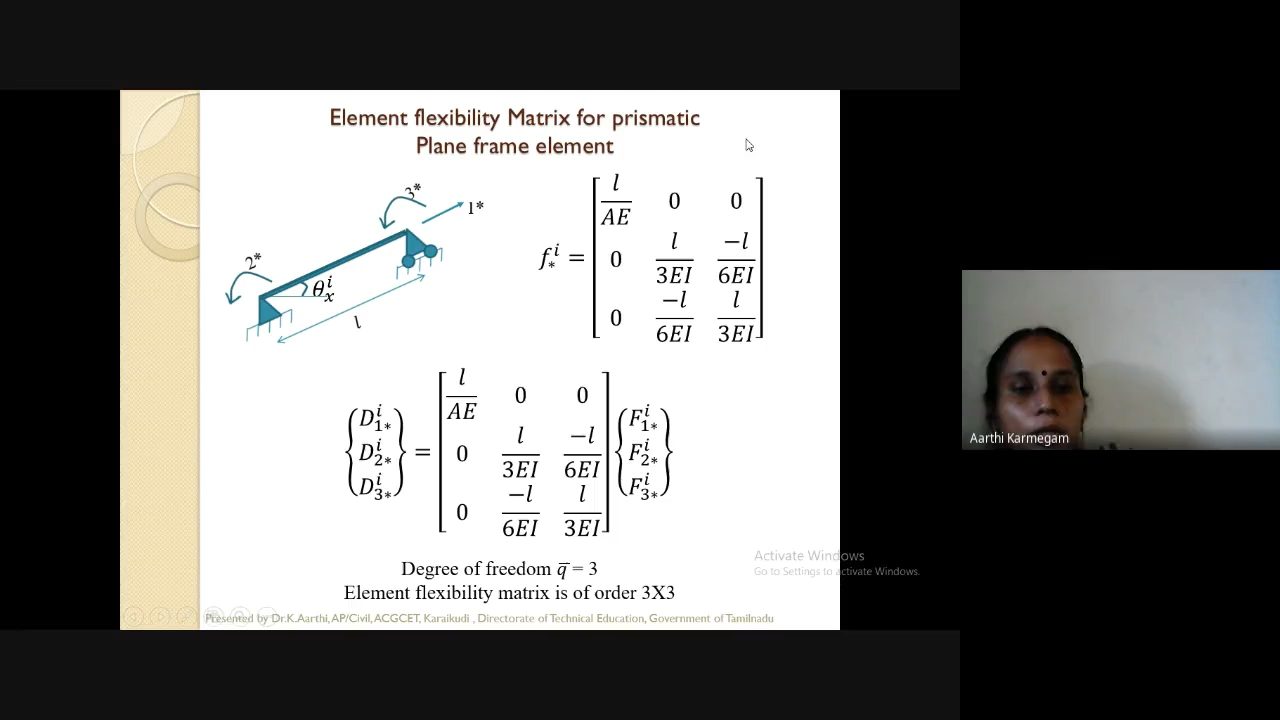 Element flexibility Matrix for prismatic
Plane frame element
3*
1*
2*
θ_x^i
l
f_*^i = [ l/AE 0 0
0 l/3EI -l/6EI
0 -l/6EI l/3EI ]
{ D_{1*}^i D_{2*}^i D_{3*}^i } = [ l/AE 0 0
0 l/3EI -l/6EI
0 -l/6EI l/3EI ] { F_{1*}^i F_{2*}^i F_{3*}^i }
Degree of freedom q̅ = 3
Element flexibility matrix is of order 3X3
Presented by Dr.K.Aarthi, AP/Civil, ACGCET, Karaikudi , Directorate of Technical Education, Government of Tamilnadu
Activate Windows
Go to Settings to activate Windows.
Aarthi Karmegam